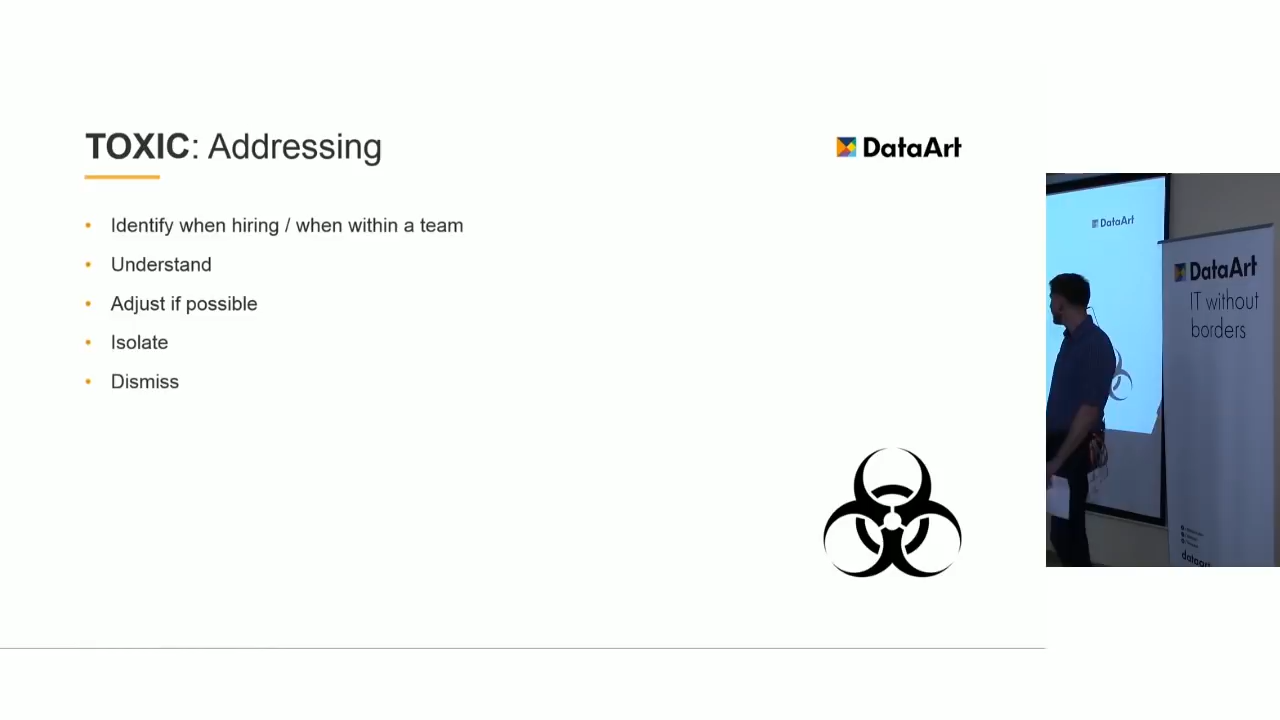 TOXIC: Addressing
DataArt
• Identify when hiring / when within a team
• Understand
• Adjust if possible
• Isolate
• Dismiss
DataArt
DataArt
IT without
borders
dataart